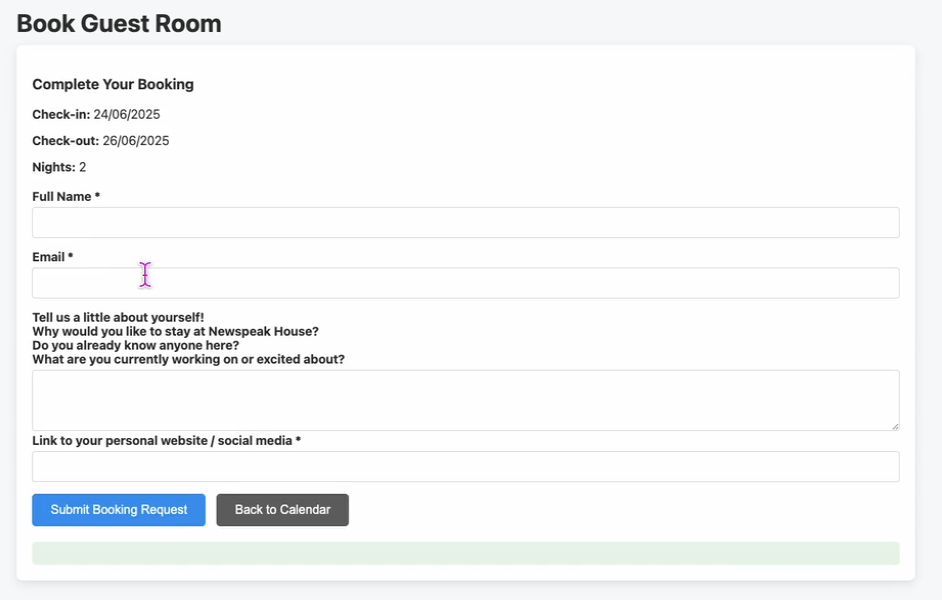 Book Guest Room
Complete Your Booking
Check-in: 24/06/2025
Check-out: 26/06/2025
Nights: 2
Full Name *
Email *
Tell us a little about yourself!
Why would you like to stay at Newspeak House?
Do you already know anyone here?
What are you currently working on or excited about?
Link to your personal website / social media *
Submit Booking Request
Back to Calendar